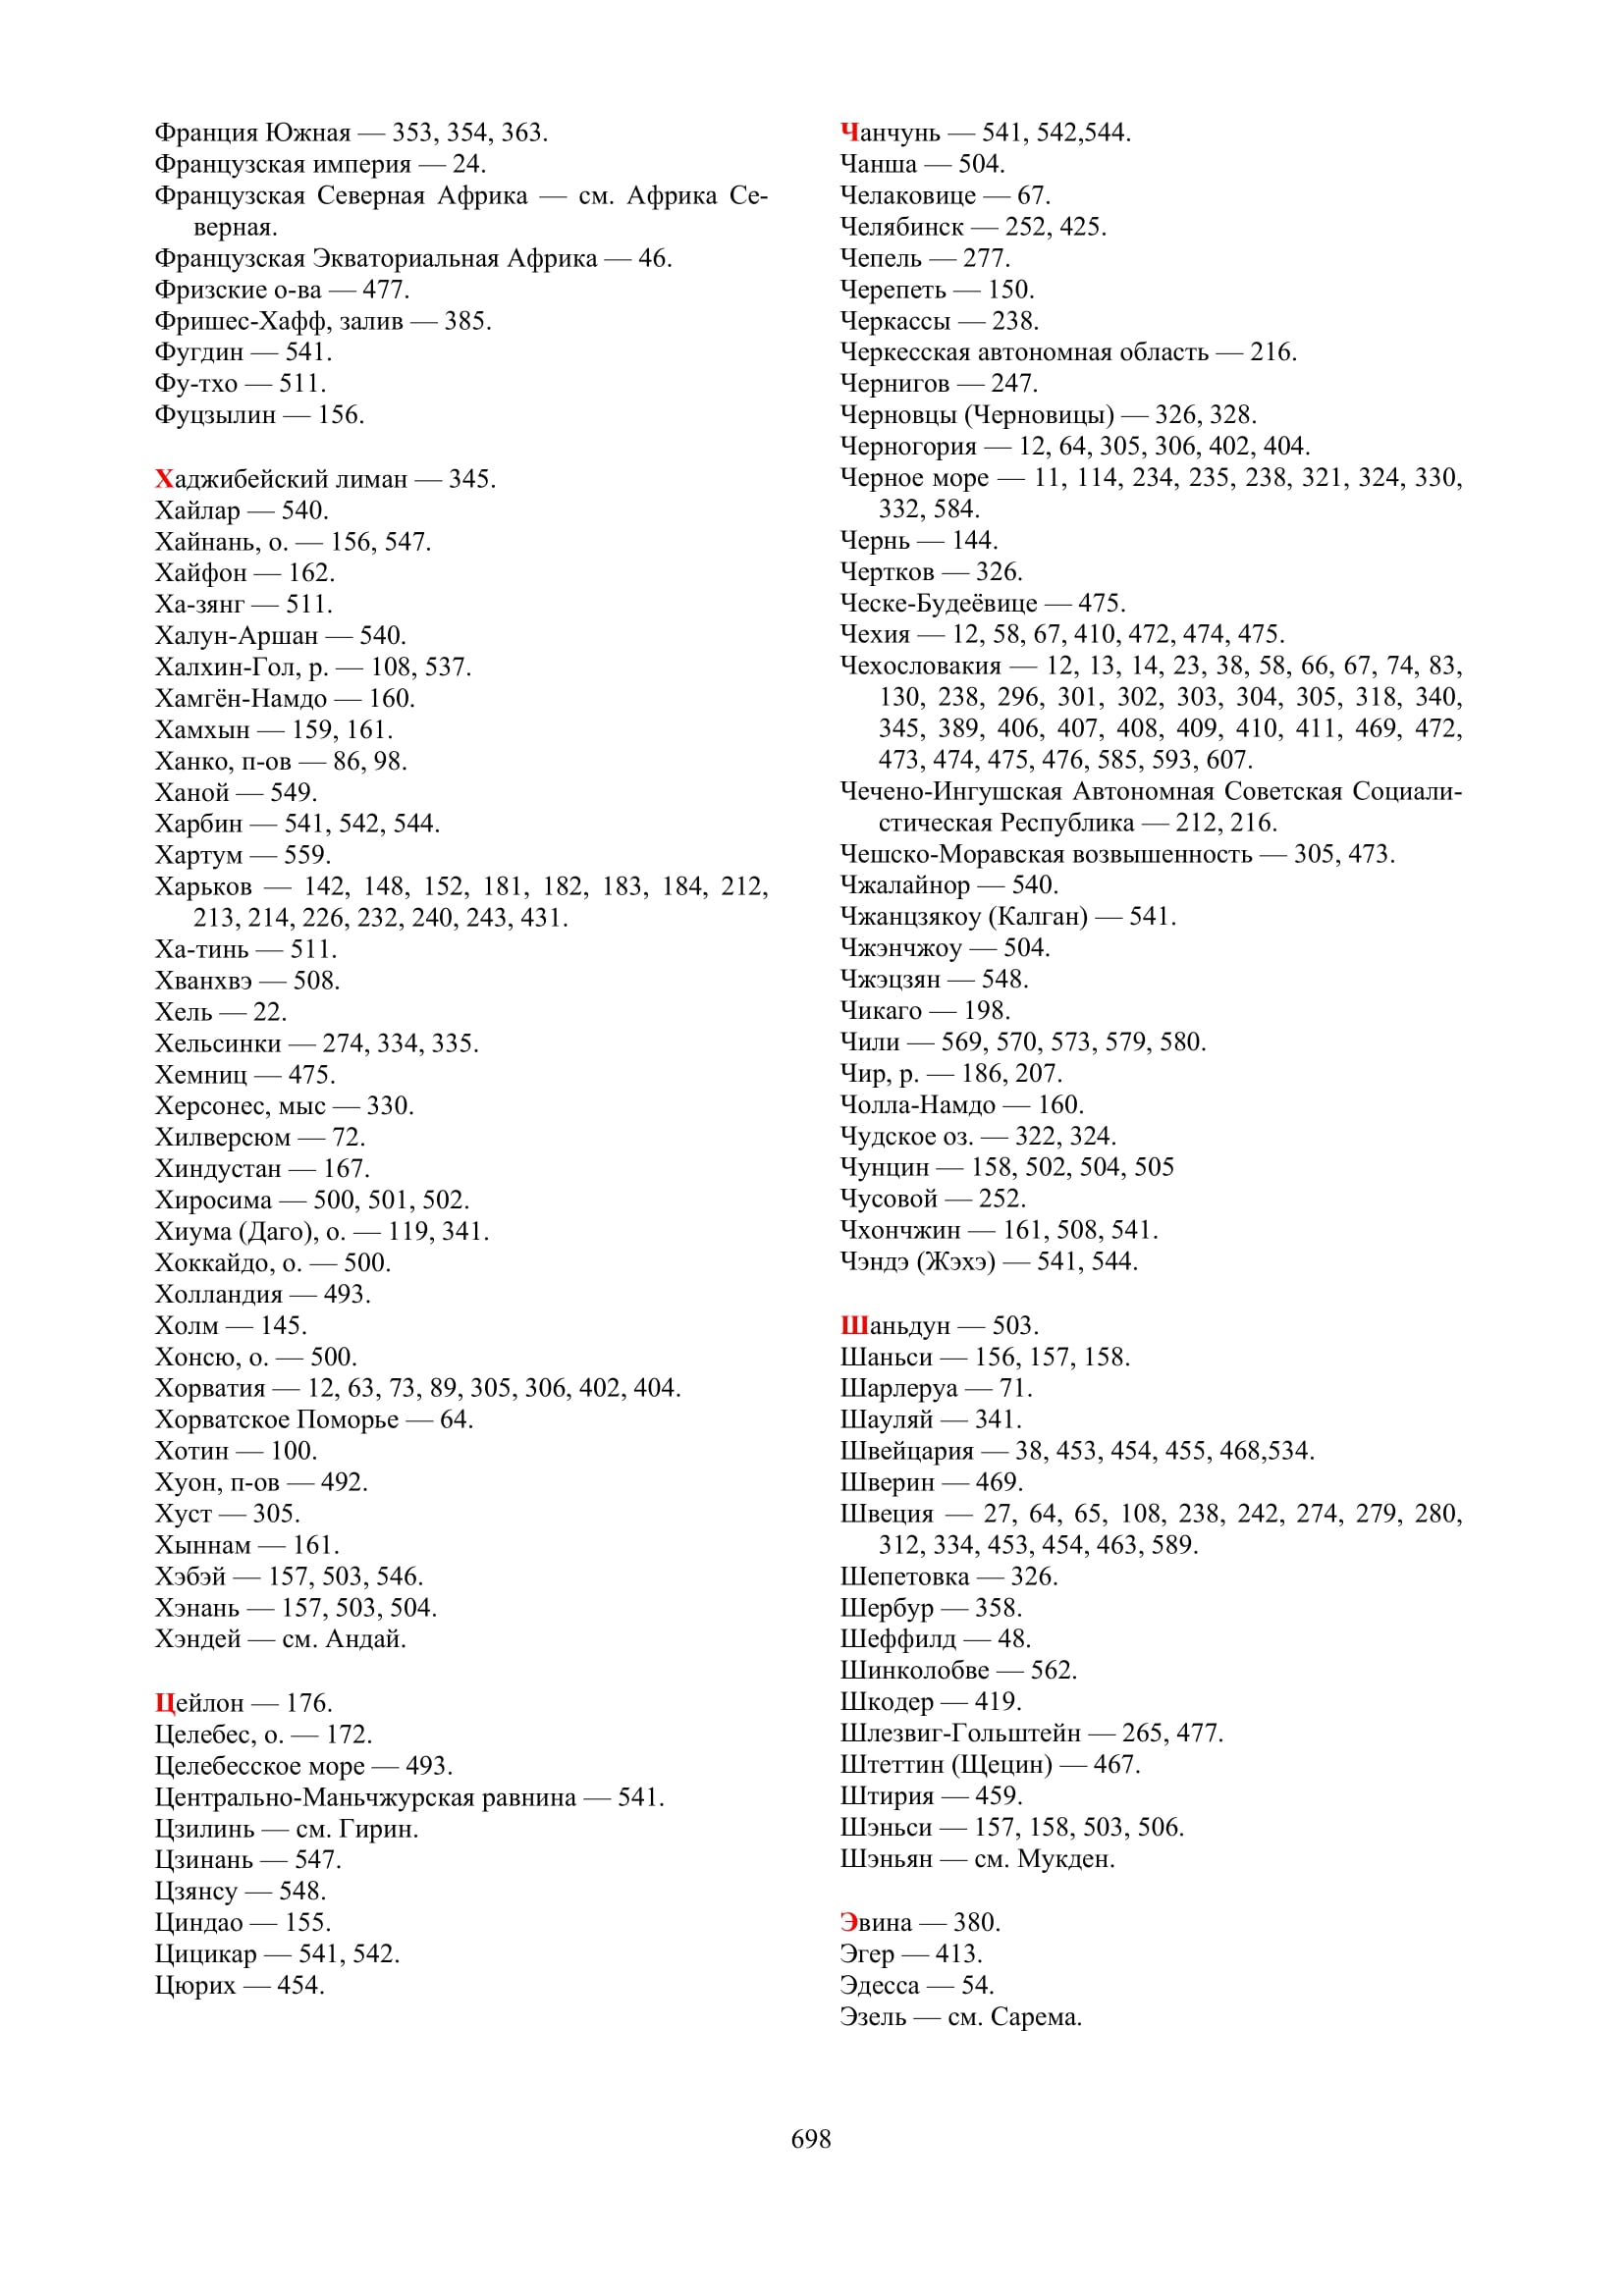 Франция Южная — 353, 354, 363.
Французская империя — 24.
Французская Северная Африка — см. Африка Се-
верная.
Французская Экваториальная Африка — 46.
Фризские о-ва — 477.
Фришес-Хафф, залив — 385.
Фугдин — 541.
Фу-тхо — 511.
Фуцзылин — 156.
Хаджибейский лиман — 345.
Хайлар — 540.
Хайнань, о. — 156, 547.
Хайфон — 162.
Ха-зянг — 511.
Халун-Аршан — 540.
Халхин-Гол, р. — 108, 537.
Хамгён-Намдо — 160.
Хамхын — 159, 161.
Ханко, п-ов — 86, 98.
Ханой — 549.
Харбин — 541, 542, 544.
Хартум — 559.
Харьков — 142, 148, 152, 181, 182, 183, 184, 212,
213, 214, 226, 232, 240, 243, 431.
Ха-тинь — 511.
Хванхвэ — 508.
Хель — 22.
Хельсинки — 274, 334, 335.
Хемниц — 475.
Херсонес, мыс — 330.
Хилверсюм — 72.
Хиндустан — 167.
Хиросима — 500, 501, 502.
Хиума (Даго), о. — 119, 341.
Хоккайдо, о. — 500.
Холландия — 493.
Холм — 145.
Хонсю, о. — 500.
Хорватия — 12, 63, 73, 89, 305, 306, 402, 404.
Хорватское Поморье — 64.
Хотин — 100.
Хуон, п-ов — 492.
Хуст — 305.
Хыннам — 161.
Хэбэй — 157, 503, 546.
Хэнань — 157, 503, 504.
Хэндей — см. Андай.
Цейлон — 176.
Целебес, о. — 172.
Целебесское море — 493.
Центрально-Маньчжурская равнина — 541.
Цзилинь — см. Гирин.
Цзинань — 547.
Цзянсу — 548.
Циндао — 155.
Цицикар — 541, 542.
Цюрих — 454.
Чанчунь — 541, 542,544.
Чанша — 504.
Челаковице — 67.
Челябинск — 252, 425.
Чепель — 277.
Черепеть — 150.
Черкассы — 238.
Черкесская автономная область — 216.
Чернигов — 247.
Черновцы (Черновицы) — 326, 328.
Черногория — 12, 64, 305, 306, 402, 404.
Черное море — 11, 114, 234, 235, 238, 321, 324, 330,
332, 584.
Чернь — 144.
Чертков — 326.
Ческе-Будеёвице — 475.
Чехия — 12, 58, 67, 410, 472, 474, 475.
Чехословакия — 12, 13, 14, 23, 38, 58, 66, 67, 74, 83,
130, 238, 296, 301, 302, 303, 304, 305, 318, 340,
345, 389, 406, 407, 408, 409, 410, 411, 469, 472,
473, 474, 475, 476, 585, 593, 607.
Чечено-Ингушская Автономная Советская Социали-
стическая Республика — 212, 216.
Чешско-Моравская возвышенность — 305, 473.
Чжалайнор — 540.
Чжанцзякоу (Калган) — 541.
Чжэнчжоу — 504.
Чжэцзян — 548.
Чикаго — 198.
Чили — 569, 570, 573, 579, 580.
Чир, р. — 186, 207.
Чолла-Намдо — 160.
Чудское оз. — 322, 324.
Чунцин — 158, 502, 504, 505
Чусовой — 252.
Чхончжин — 161, 508, 541.
Чэндэ (Жэхэ) — 541, 544.
Шаньдун — 503.
Шаньси — 156, 157, 158.
Шарлеруа — 71.
Шауляй — 341.
Швейцария — 38, 453, 454, 455, 468,534.
Шверин — 469.
Швеция — 27, 64, 65, 108, 238, 242, 274, 279, 280,
312, 334, 453, 454, 463, 589.
Шепетовка — 326.
Шербур — 358.
Шеффилд — 48.
Шинколобве — 562.
Шкодер — 419.
Шлезвиг-Гольштейн — 265, 477.
Штеттин (Щецин) — 467.
Штирия — 459.
Шэньси — 157, 158, 503, 506.
Шэньян — см. Мукден.
Эвина — 380.
Эгер — 413.
Эдесса — 54.
Эзель — см. Сарема.
698